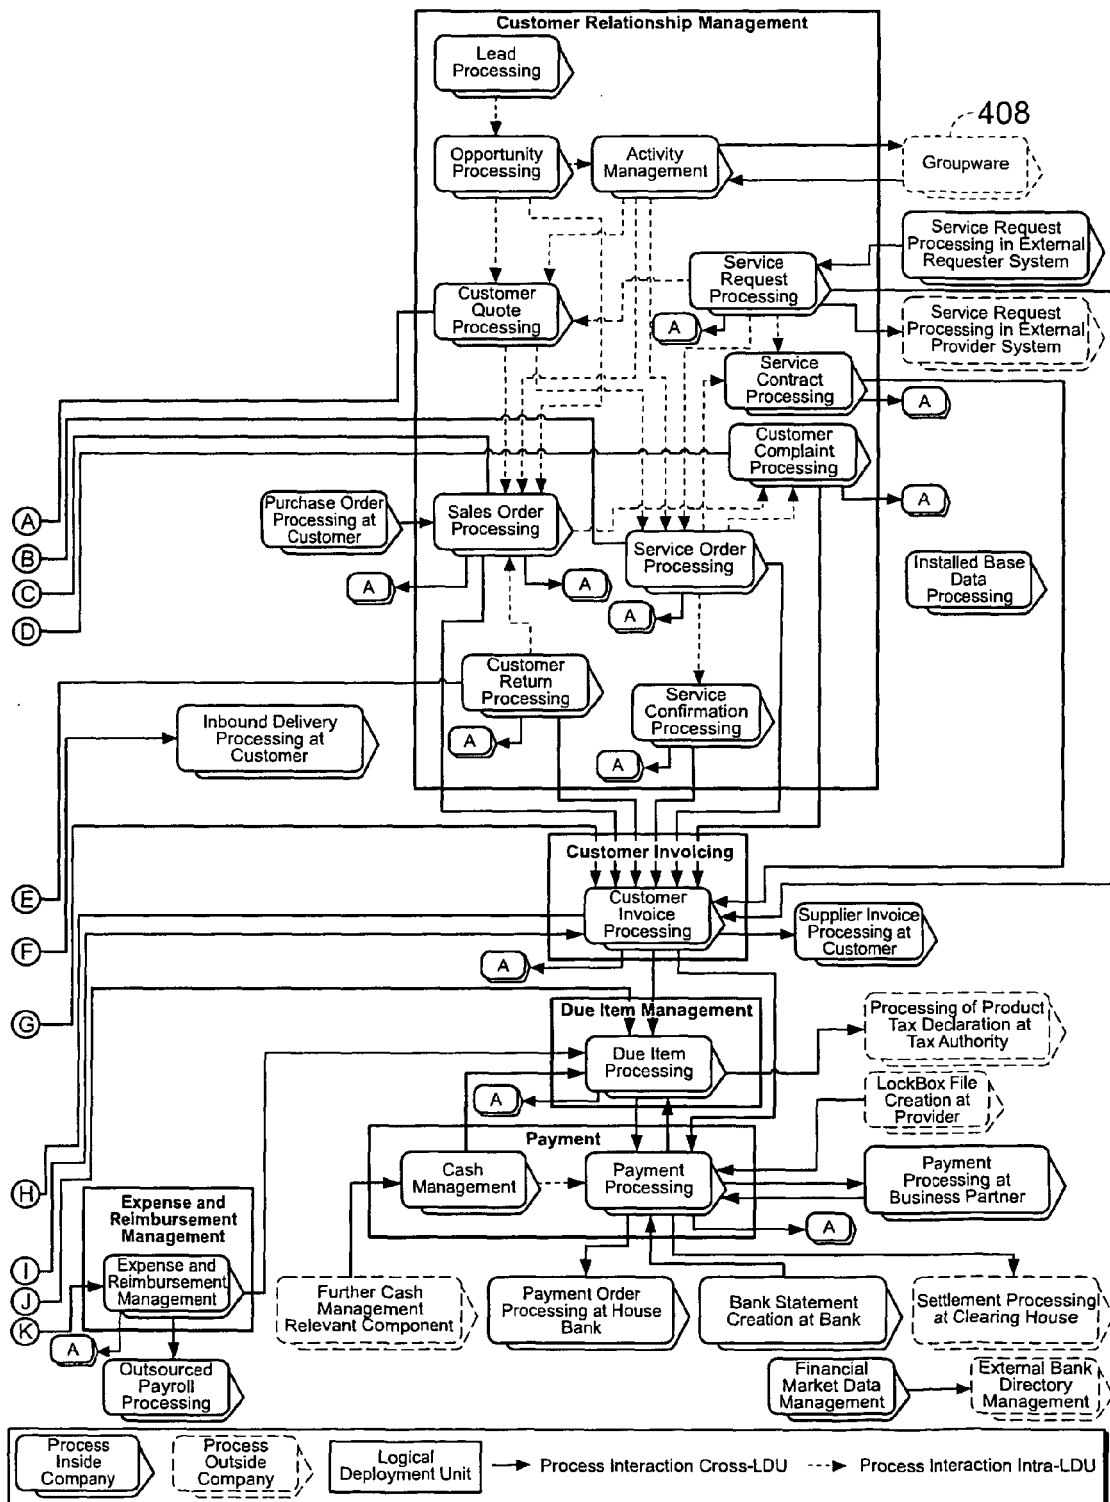 Customer Relationship Management
Lead
Processing
408
Opportunity
Processing
Activity
Management
Groupware
Service Request
Processing in External
Requester System
Service
Request
Processing
Customer
Quote
Processing
A
Service Request
Processing in External
Provider System
Service
Contract
Processing
A
Customer
Complaint
Processing
A
Purchase Order
Processing at
Customer
Sales Order
Processing
Service Order
Processing
Installed Base
Data
Processing
A
B
C
D
A
A
A
Customer
Return
Processing
Service
Confirmation
Processing
Inbound Delivery
Processing at
Customer
A
A
Customer Invoicing
E
Customer
Invoice
Processing
Supplier Invoice
Processing at
Customer
F
A
G
Due Item Management
Processing of Product
Tax Declaration at
Tax Authority
Due Item
Processing
LockBox File
Creation at
Provider
A
Payment
Cash
Management
Payment
Processing
Payment
Processing at
Business Partner
H
Expense and
Reimbursement
Management
A
I
J
K
Expense and
Reimbursement
Management
Further Cash
Management
Relevant Component
Payment Order
Processing at House
Bank
Bank Statement
Creation at Bank
Settlement Processing
at Clearing House
A
Outsourced
Payroll
Processing
Financial
Market Data
Management
External Bank
Directory
Management
Process
Inside
Company
Process
Outside
Company
Logical
Deployment Unit
Process Interaction Cross-LDU
Process Interaction Intra-LDU